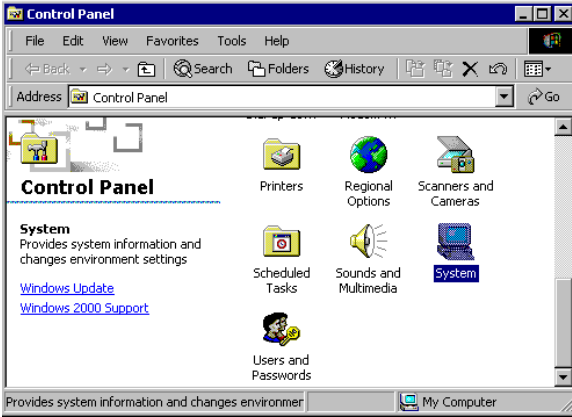 Control Panel
File Edit View Favorites Tools Help
Back Search Folders History
Address Control Panel Go
Control Panel
System
Provides system information and
changes environment settings
Windows Update
Windows 2000 Support
Printers
Regional
Options
Scanners and
Cameras
Scheduled
Tasks
Sounds and
Multimedia
System
Users and
Passwords
Provides system information and changes environmer
My Computer